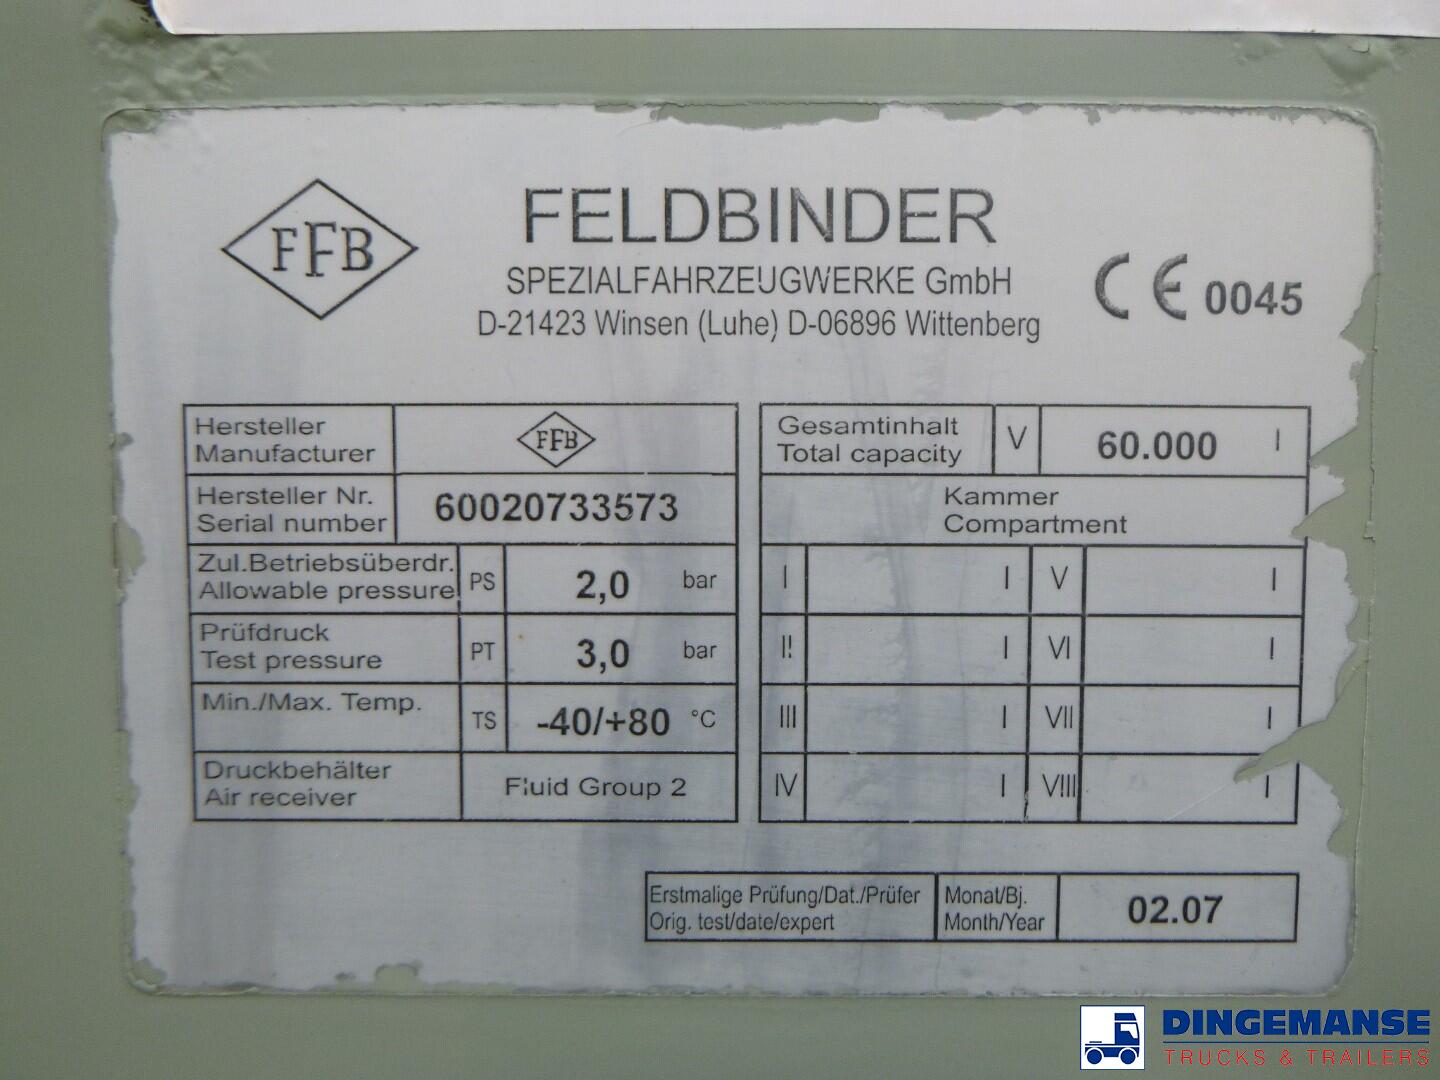 FFB
FELDBINDER
SPEZIALFAHRZEUGWERKE GmbH
D-21423 Winsen (Luhe) D-06896 Wittenberg
CE 0045
Hersteller
Manufacturer
FFB
Hersteller Nr.
Serial number
60020733573
Zul.Betriebsüberdr.
Allowable pressure
PS 2,0 bar
Prüfdruck
Test pressure
PT 3,0 bar
Min./Max. Temp.
TS -40/+80 °C
Druckbehälter
Air receiver
Fluid Group 2
Gesamtinhalt
Total capacity
V 60.000 l
Kammer
Compartment
I l V l
II l VI l
III l VII l
IV l VIII l
Erstmalige Prüfung/Dat./Prüfer
Orig. test/date/expert
Monat/Bj.
Month/Year
02.07
DINGEMANSE
TRUCKS & TRAILERS